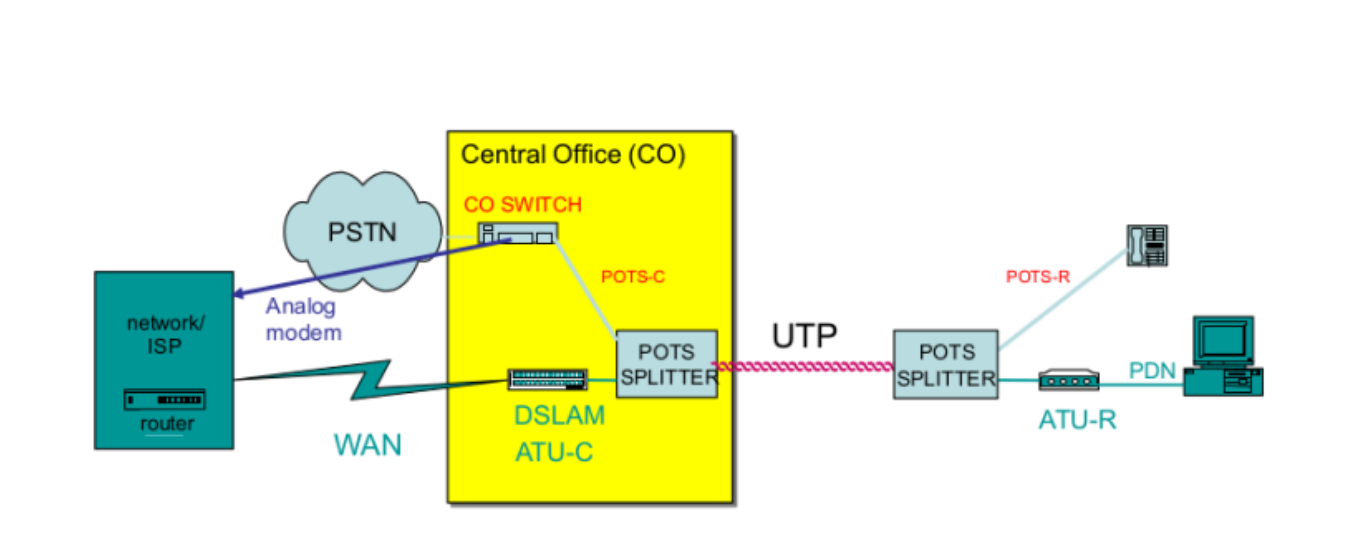 Central Office (CO)
CO SWITCH
PSTN
POTS-C
POTS-R
Analog
modem
network/
ISP
router
WAN
DSLAM
ATU-C
POTS
SPLITTER
UTP
POTS
SPLITTER
PDN
ATU-R